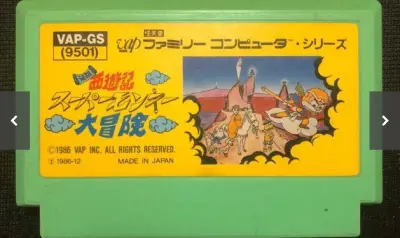 VAP-GS
(9501)
vap ファミリー コンピュータ・シリーズ
西遊記
スーパーモンキー
大冒険
©1986 VAP INC. ALL RIGHTS RESERVED.
1986-12 MADE IN JAPAN